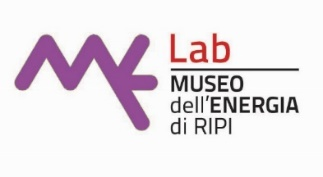 Lab
MUSEO
dell'ENERGIA
di RIPI